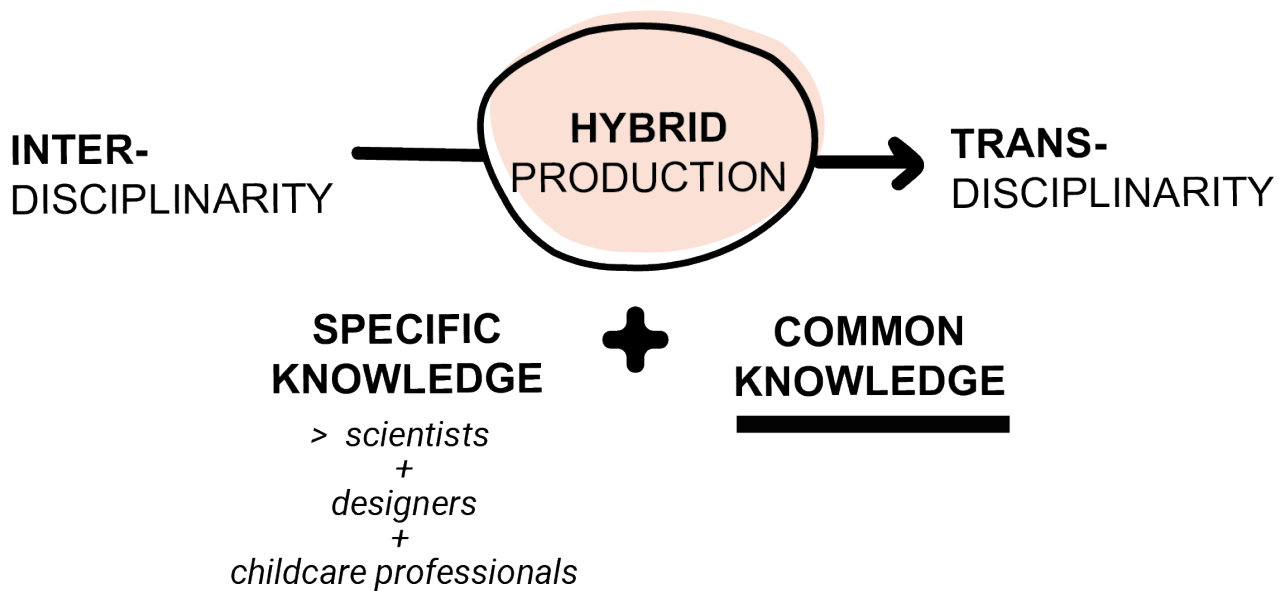 INTER-
DISCIPLINARITY
HYBRID
PRODUCTION
TRANS-
DISCIPLINARITY
SPECIFIC
KNOWLEDGE
> scientists
+
designers
+
childcare professionals
+
COMMON
KNOWLEDGE